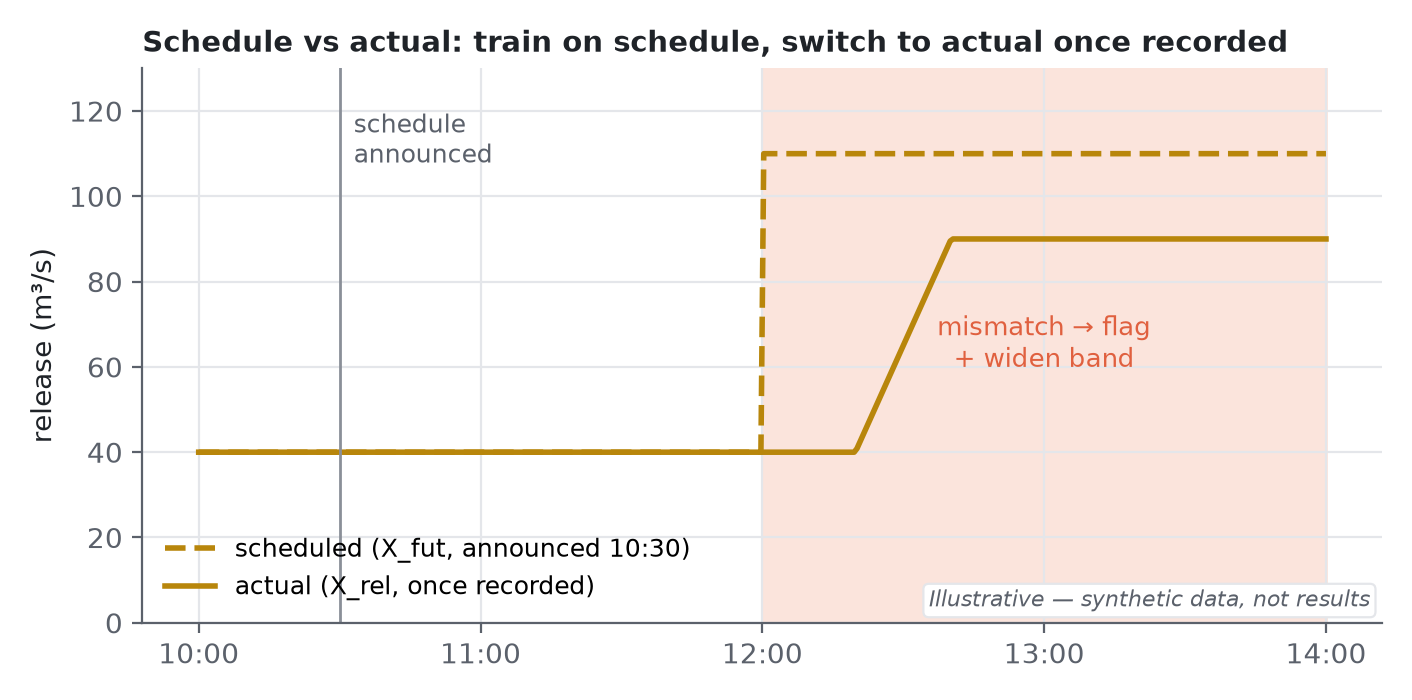 Schedule vs actual: train on schedule, switch to actual once recorded
release (m³/s)
120
100
80
60
40
20
0
schedule
announced
mismatch → flag
+ widen band
scheduled (X_fut, announced 10:30)
actual (X_rel, once recorded)
Illustrative — synthetic data, not results
10:00 11:00 12:00 13:00 14:00